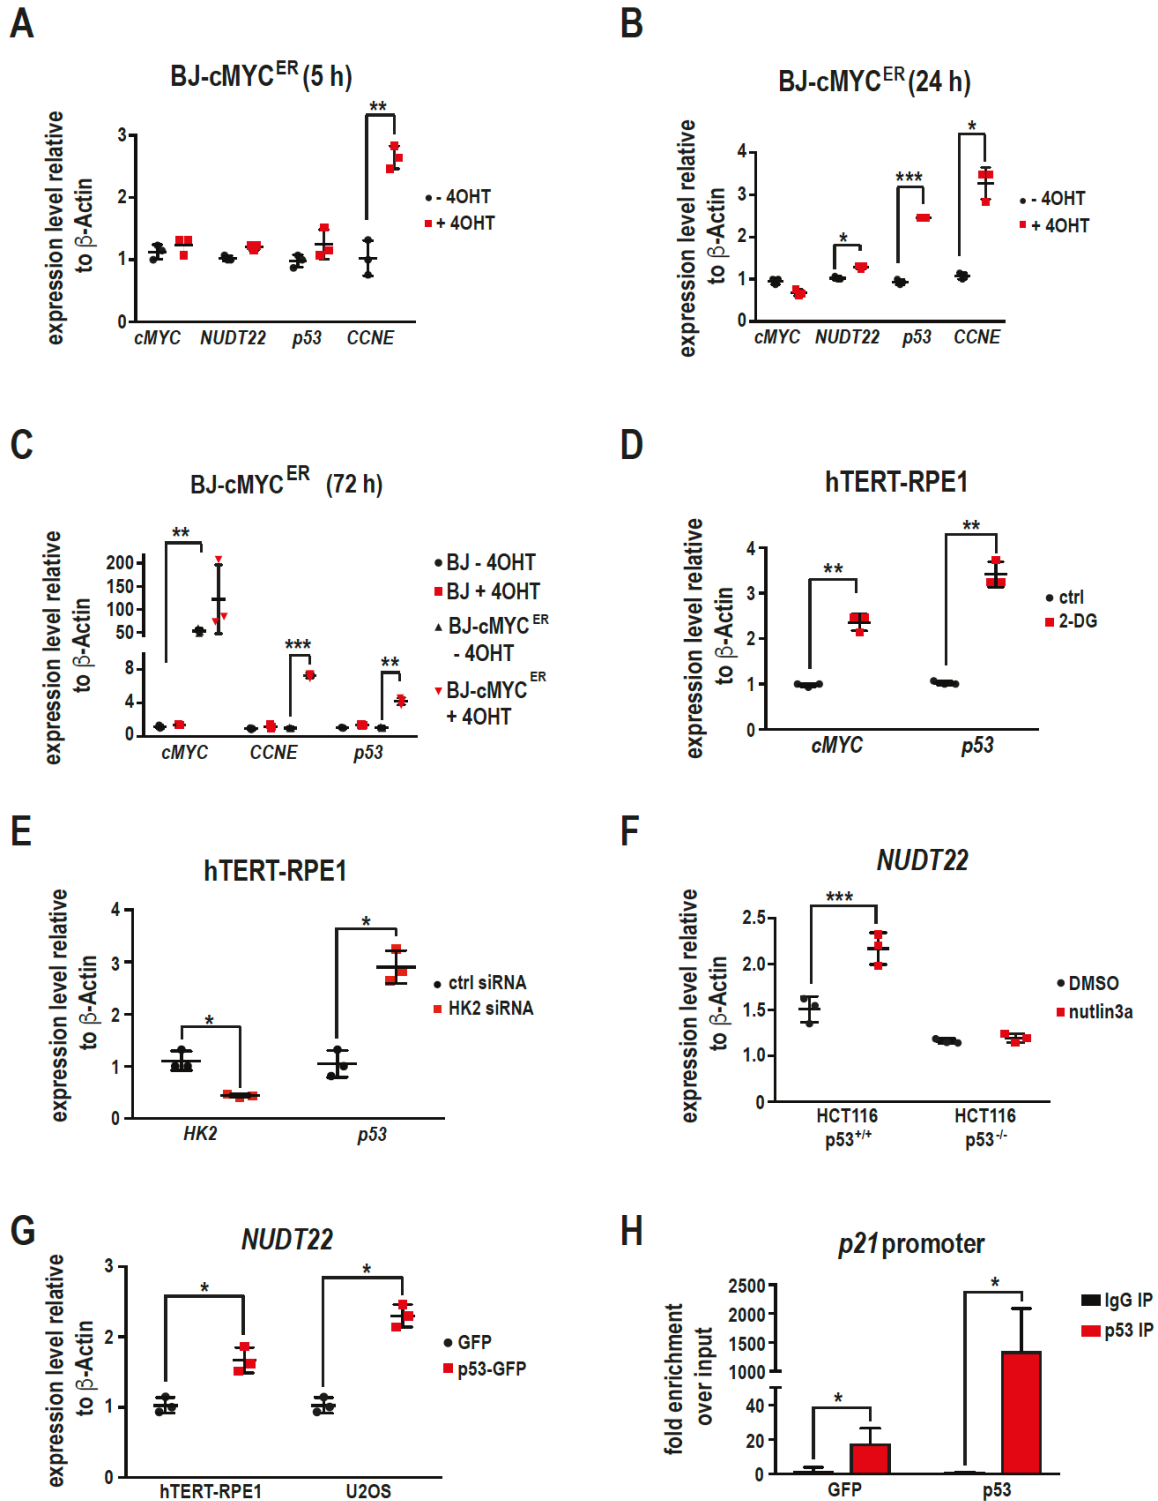 A
BJ-cMYC^ER (5 h)
expression level relative
to β-Actin
3
2
1
0
**
cMYC NUDT22 p53 CCNE
- 4OHT
+ 4OHT
B
BJ-cMYC^ER (24 h)
expression level relative
to β-Actin
4
3
2
1
0
* *** *
cMYC NUDT22 p53 CCNE
- 4OHT
+ 4OHT
C
BJ-cMYC^ER (72 h)
expression level relative
to β-Actin
200
150
100
50
8
4
0
** *** **
cMYC CCNE p53
BJ - 4OHT
BJ + 4OHT
BJ-cMYC^ER
- 4OHT
BJ-cMYC^ER
+ 4OHT
D
hTERT-RPE1
expression level relative
to β-Actin
4
3
2
1
0
** **
cMYC p53
ctrl
2-DG
E
hTERT-RPE1
expression level relative
to β-Actin
4
3
2
1
0
* *
HK2 p53
ctrl siRNA
HK2 siRNA
F
NUDT22
expression level relative
to β-Actin
2.5
1.5
1.0
0
***
HCT116 HCT116
p53+/+ p53-/-
DMSO
nutlin3a
G
NUDT22
expression level relative
to β-Actin
3
2
1
0
* *
hTERT-RPE1 U2OS
GFP
p53-GFP
H
p21 promoter
fold enrichment
over input
2500
2000
1500
1000
40
20
0
* *
GFP p53
IgG IP
p53 IP